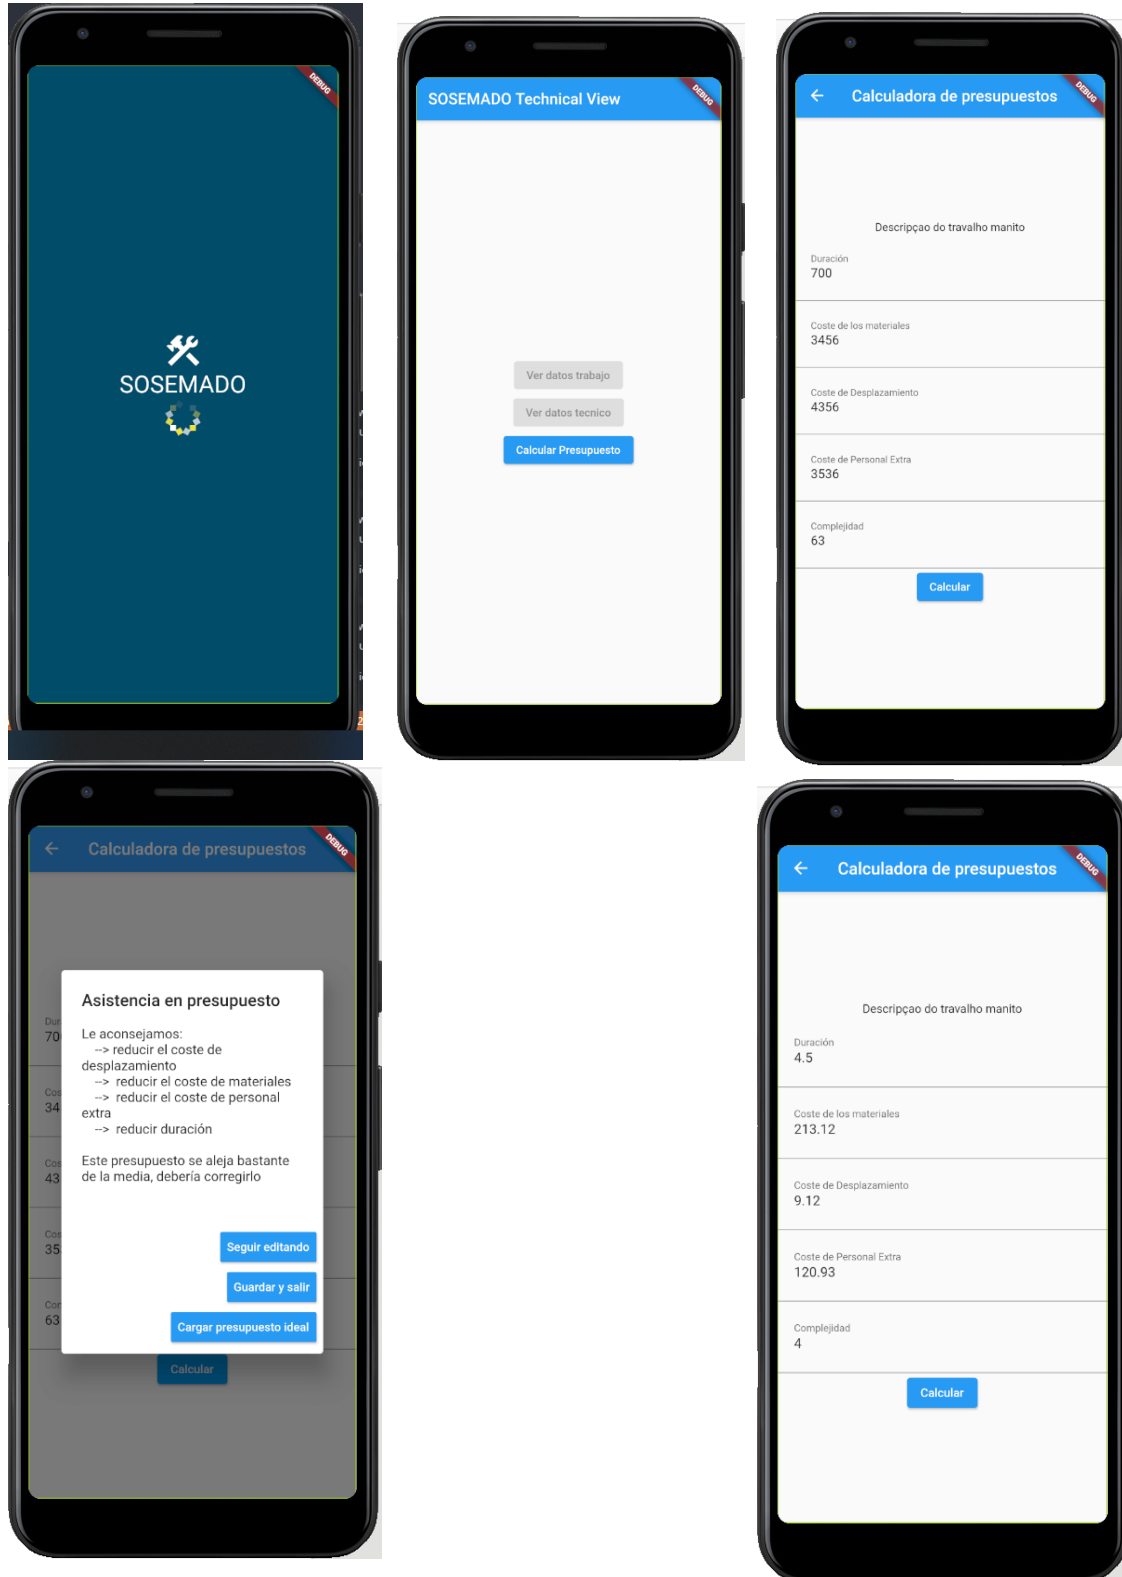 DEBUG
SOSEMADO
SOSEMADO Technical View
DEBUG
Ver datos trabajo
Ver datos tecnico
Calcular Presupuesto
Calculadora de presupuestos
DEBUG
Descripçao do travalho manito
Duración
700
Coste de los materiales
3456
Coste de Desplazamiento
4356
Coste de Personal Extra
3536
Complejidad
63
Calcular
Calculadora de presupuestos
DEBUG
Asistencia en presupuesto
Le aconsejamos:
--> reducir el coste de
desplazamiento
--> reducir el coste de materiales
--> reducir el coste de personal
extra
--> reducir duración
Este presupuesto se aleja bastante
de la media, debería corregirlo
Seguir editando
Guardar y salir
Cargar presupuesto ideal
63
Calcular
Calculadora de presupuestos
DEBUG
Descripçao do travalho manito
Duración
4.5
Coste de los materiales
213.12
Coste de Desplazamiento
9.12
Coste de Personal Extra
120.93
Complejidad
4
Calcular